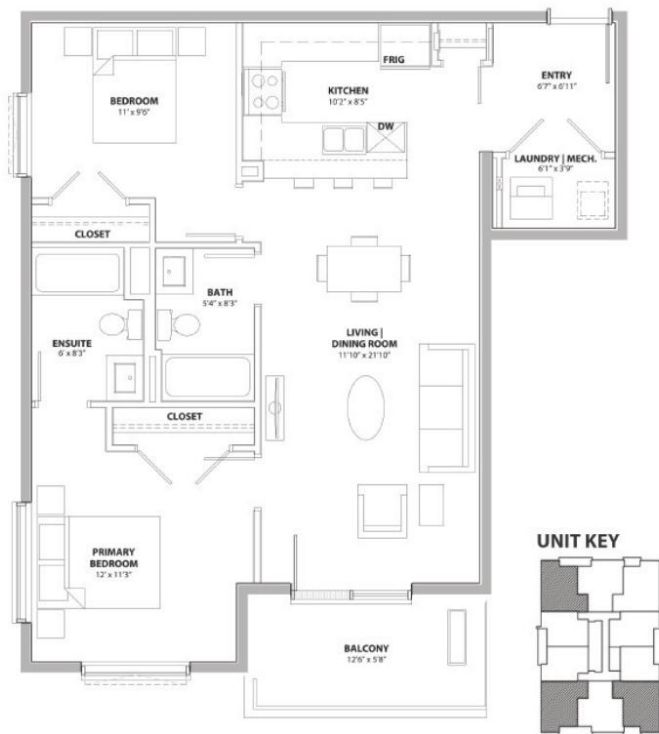 BEDROOM
11' x 9'6"
KITCHEN
10'2" x 8'5"
FRIG
DW
ENTRY
6'7" x 6'11"
LAUNDRY | MECH.
6'1" x 3'9"
CLOSET
BATH
5'4" x 8'3"
ENSUITE
6' x 8'3"
LIVING |
DINING ROOM
11'10" x 21'10"
CLOSET
PRIMARY
BEDROOM
12' x 11'3"
BALCONY
12'6" x 5'8"
UNIT KEY